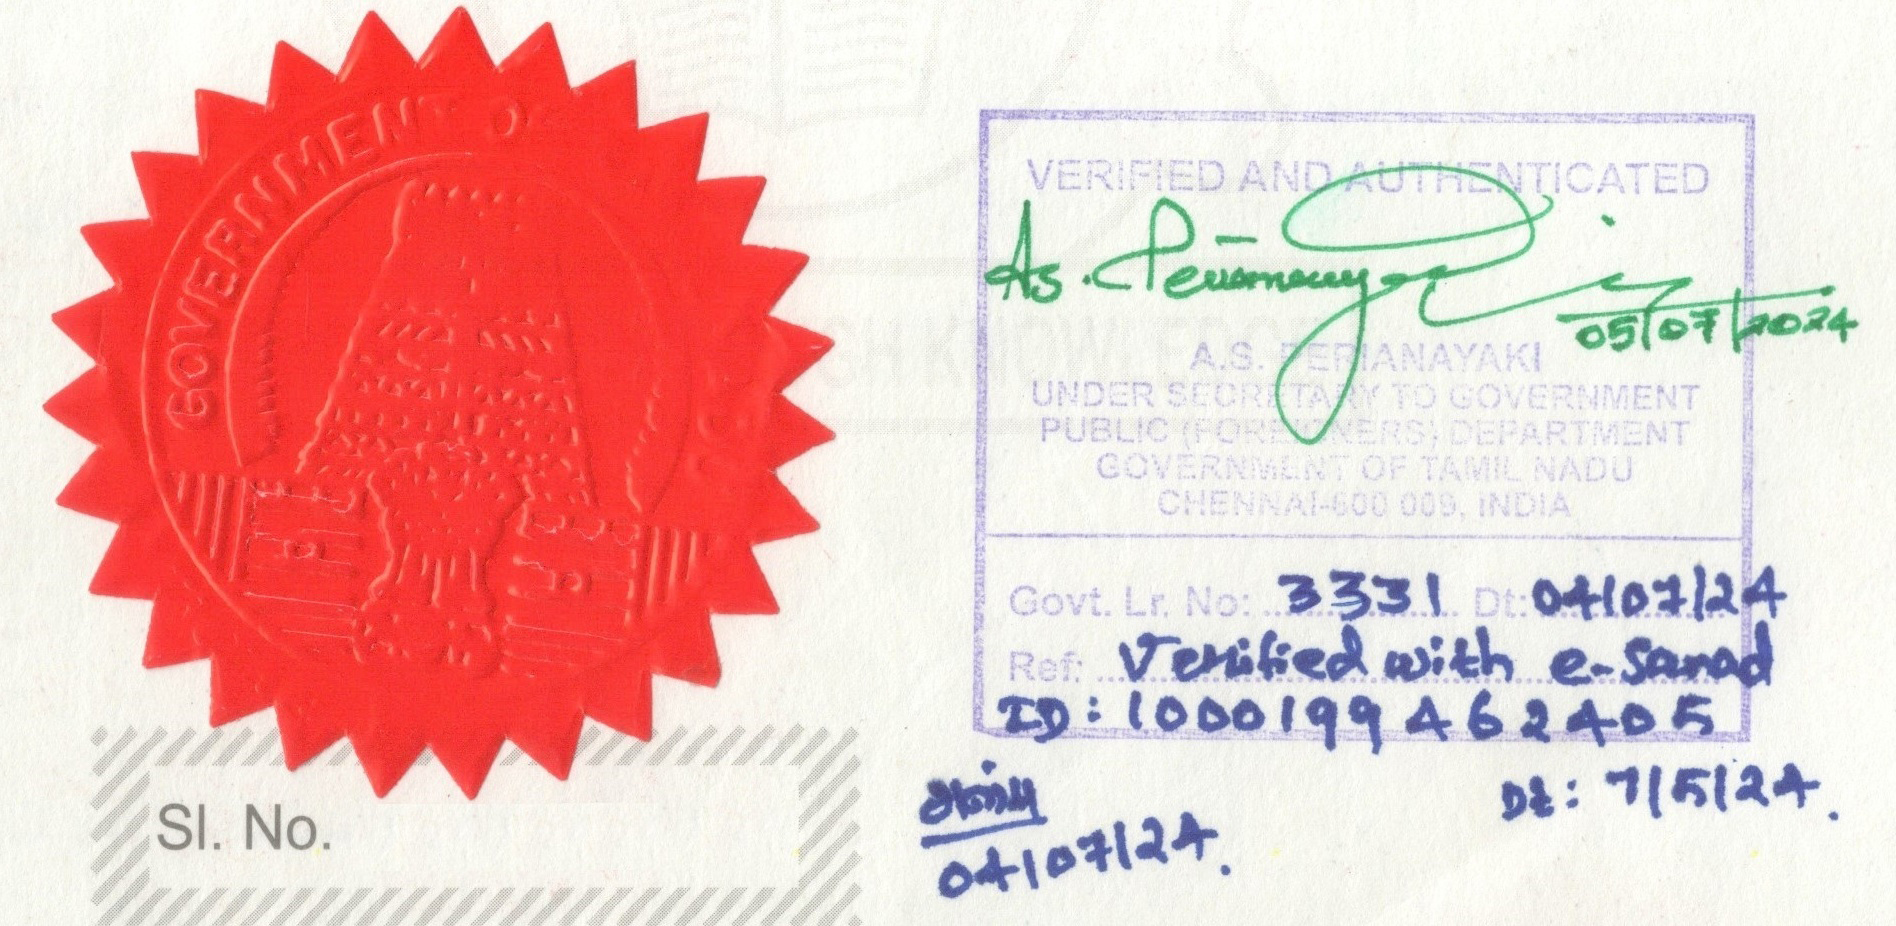 GOVERNMENT OF
VERIFIED AND AUTHENTICATED
A.S. Perianayaki
05/07/2024
A.S. PERIANAYAKI
UNDER SECRETARY TO GOVERNMENT
PUBLIC (FOREIGNERS) DEPARTMENT
GOVERNMENT OF TAMIL NADU
CHENNAI-600 009, INDIA
Govt. Lr. No: 3331 Dt: 04/07/24
Ref: Verified with e-Sanad
ID: 1000199462405
Dt: 7/5/24.
04/07/24.
Sl. No.